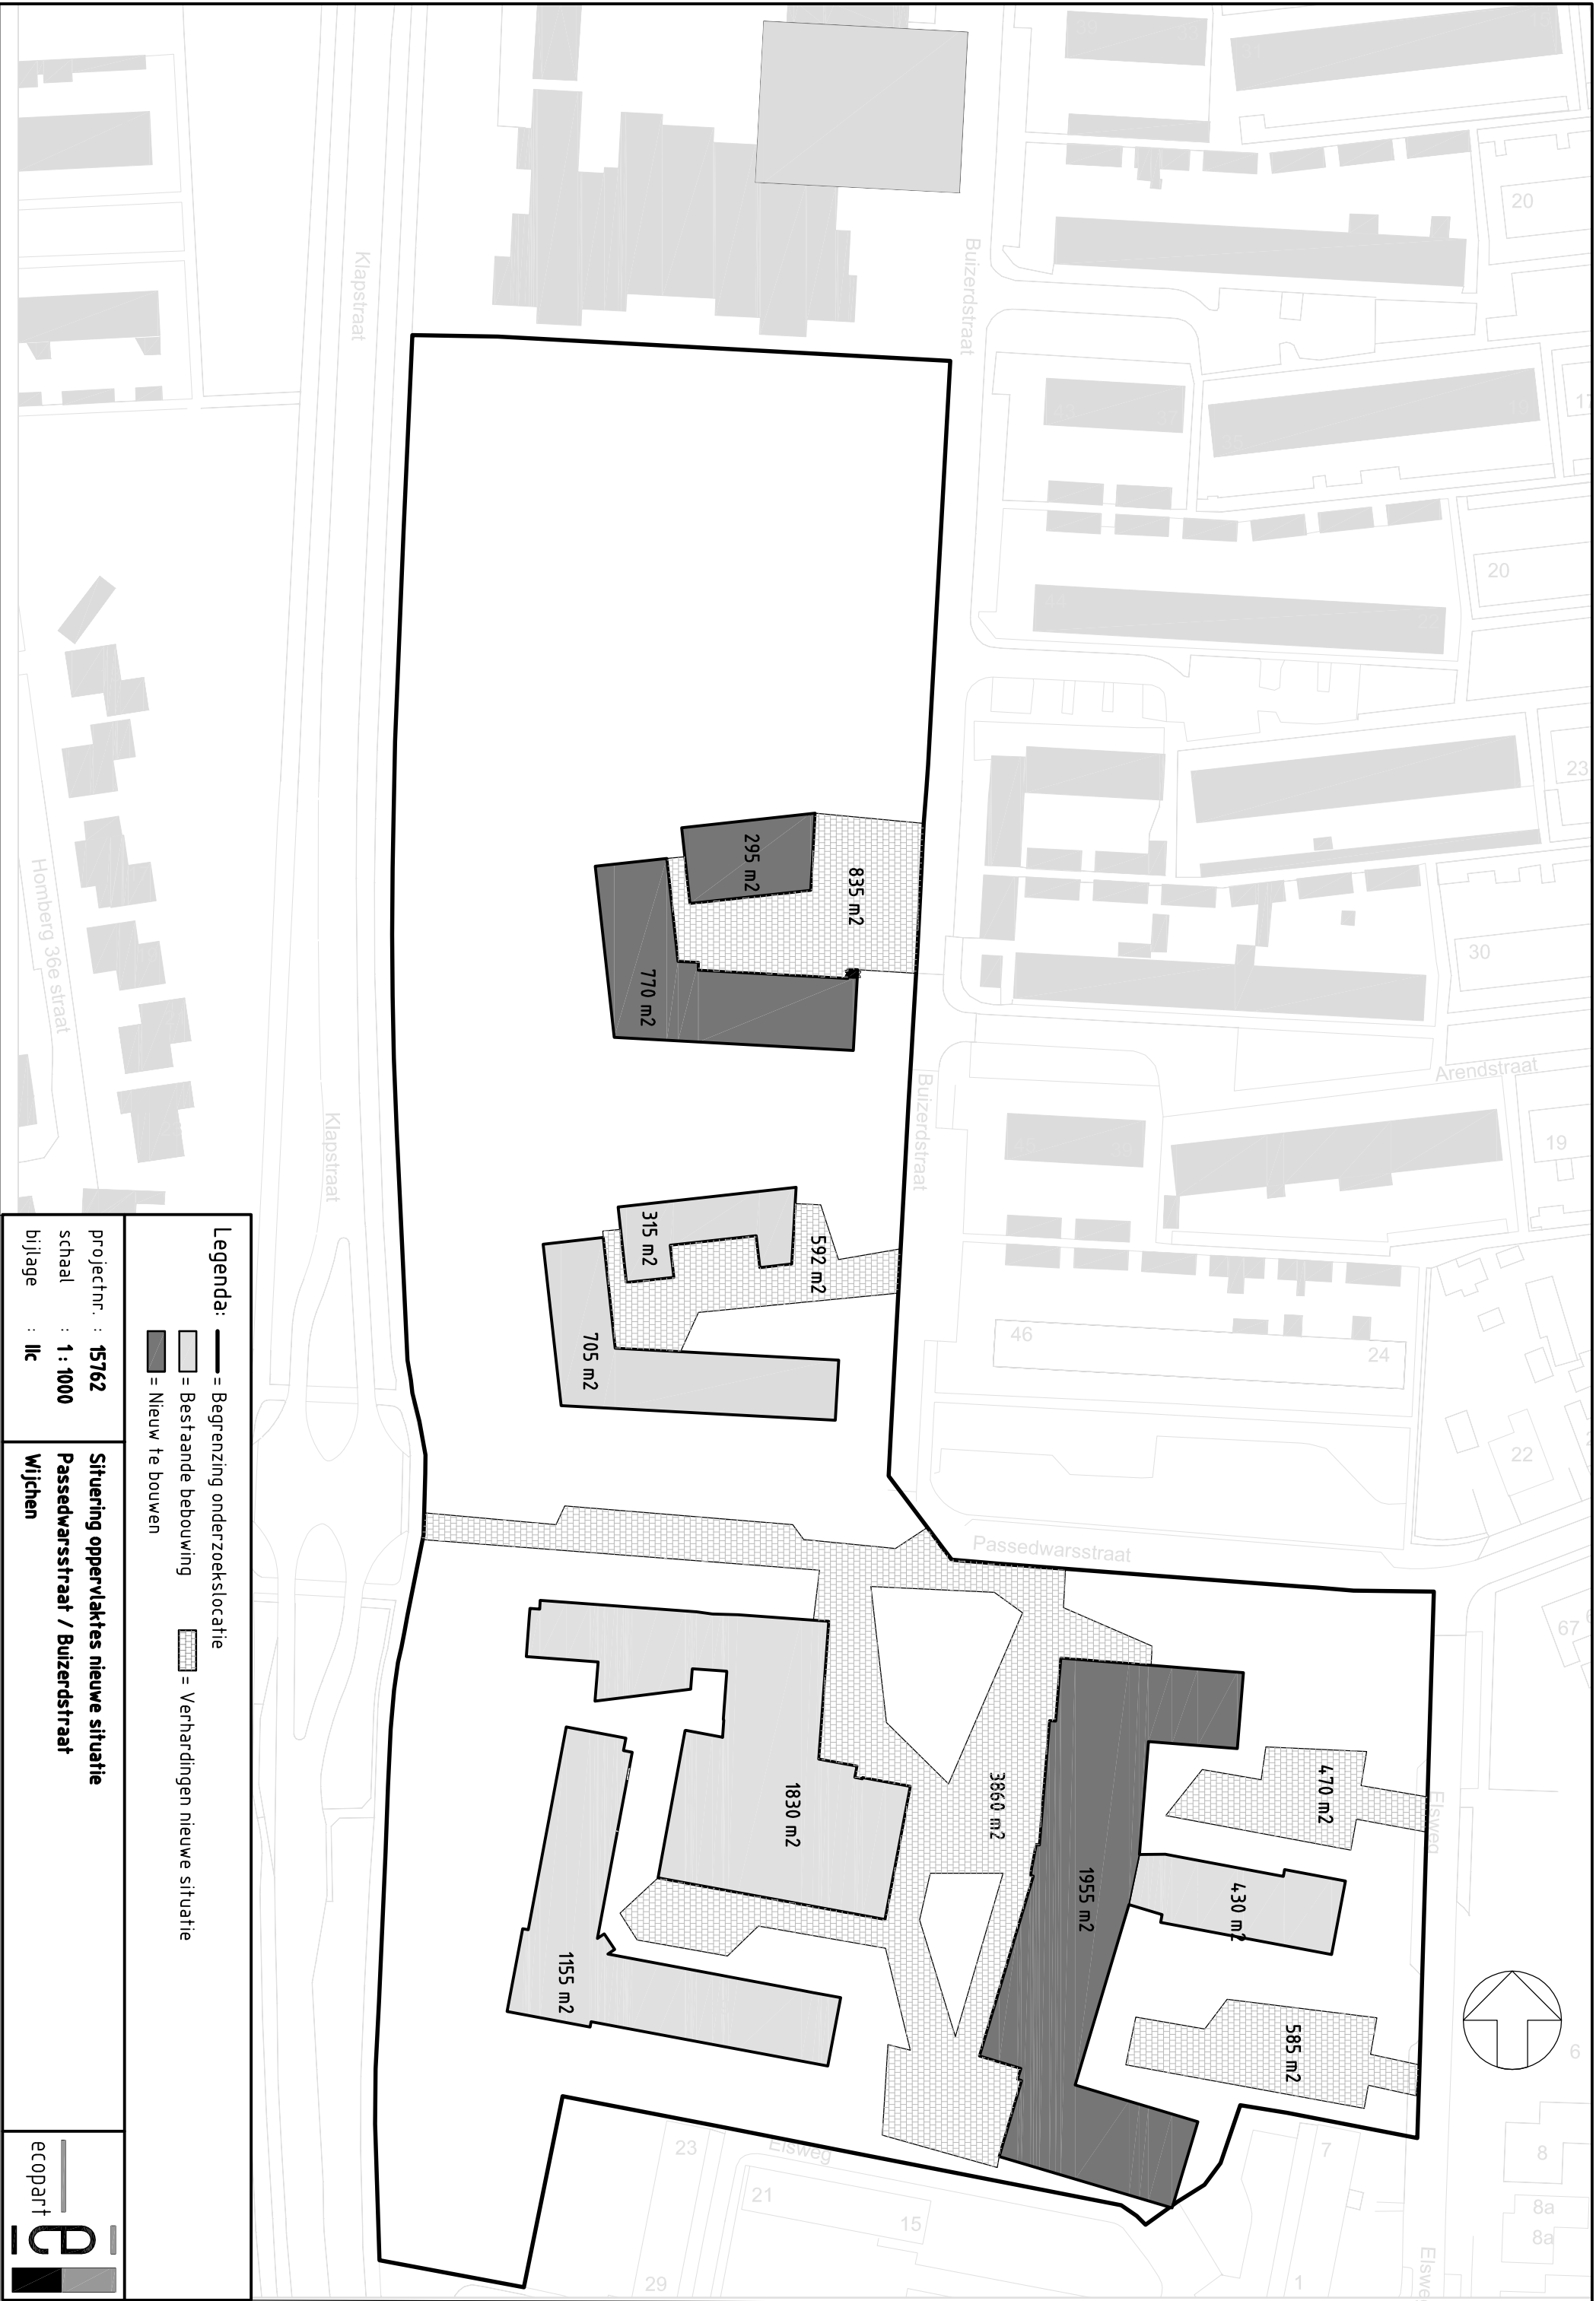 20
Buizerdstraat
Klapstraat
17
20
23
835 m2
295 m2
770 m2
30
Homberg 36e straat
Arendstraat
Buizerdstraat
Klapstraat
19
592 m2
315 m2
705 m2
46
24
22
Passedwarsstraat
67
470 m2
Elsweg
3860 m2
1830 m2
1955 m2
430 m2
1155 m2
585 m2
6
23
Elsweg
7
8
21
15
8a
8a
29
1
Legenda:
= Begrenzing onderzoekslocatie
= Bestaande bebouwing
= Verhardingen nieuwe situatie
= Nieuw te bouwen
projectnr. : 15762
schaal : 1: 1000
bijlage : IIc
Situering oppervlaktes nieuwe situatie
Passedwarsstraat / Buizerdstraat
Wijchen
ecopart
e